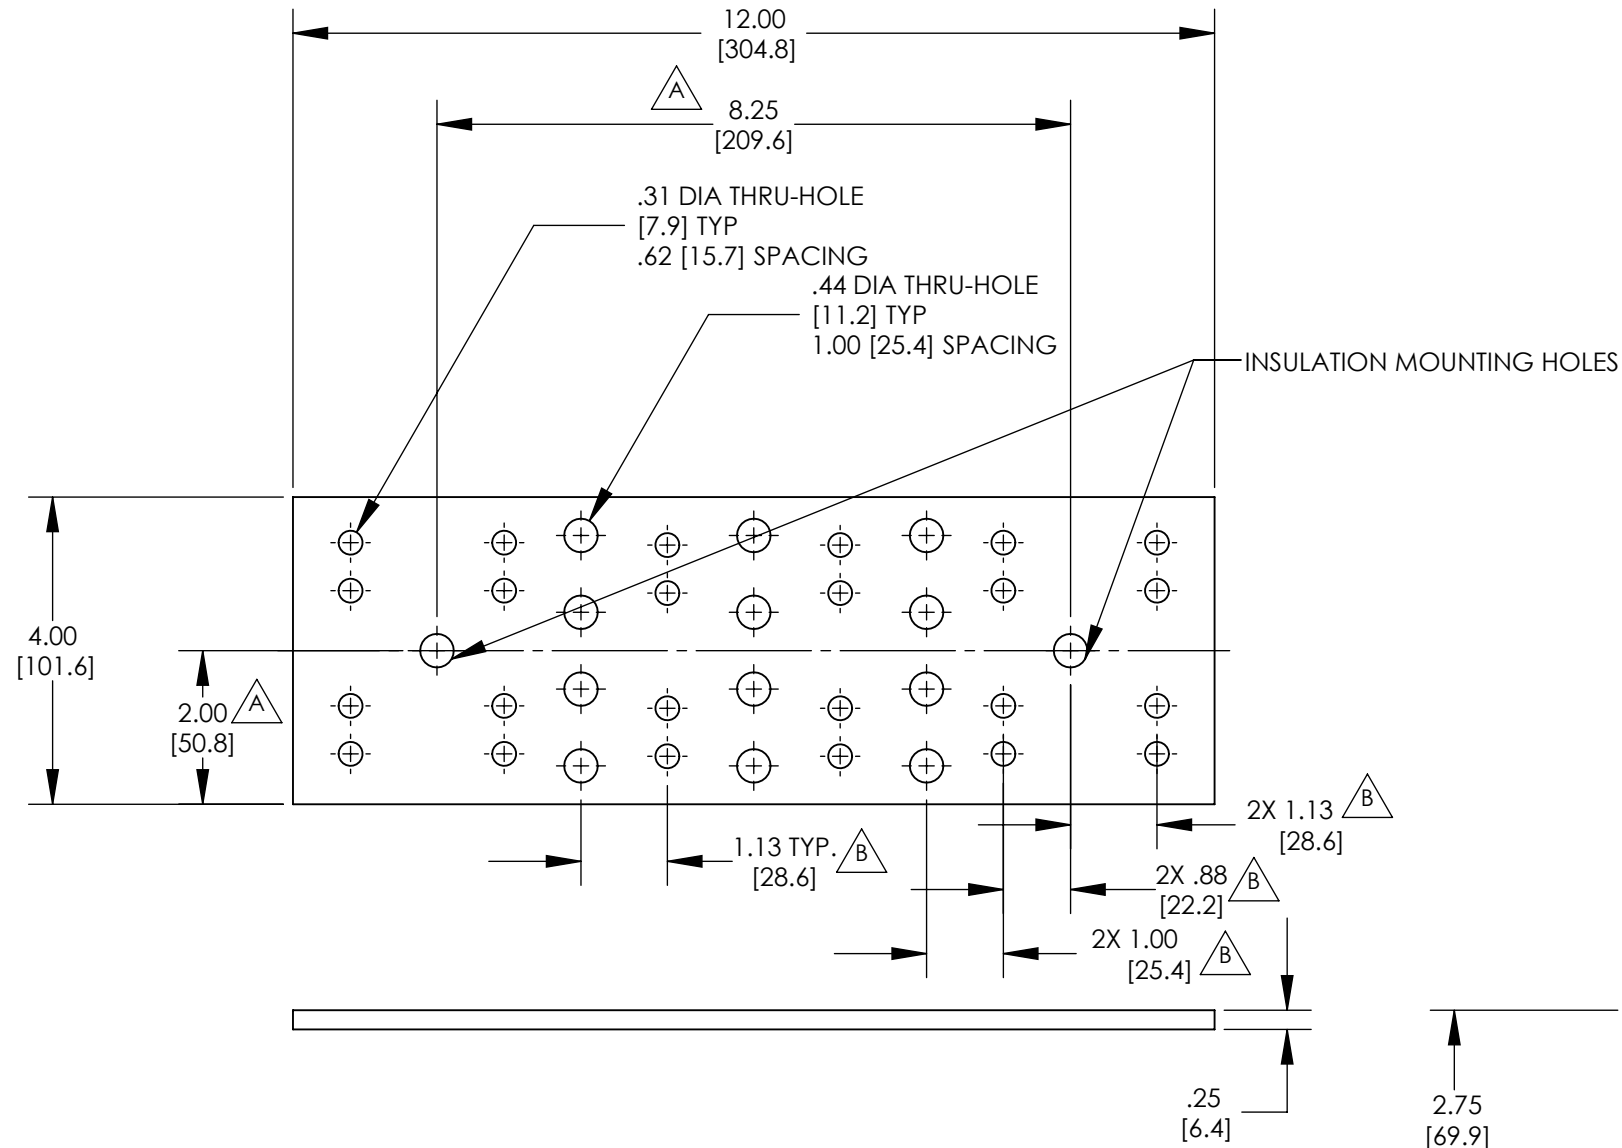 12.00
[304.8]
A
8.25
[209.6]
.31 DIA THRU-HOLE
[7.9] TYP
.62 [15.7] SPACING
.44 DIA THRU-HOLE
[11.2] TYP
1.00 [25.4] SPACING
INSULATION MOUNTING HOLES
4.00
[101.6]
2.00 A
[50.8]
1.13 TYP. B
[28.6]
2X 1.13 B
[28.6]
2X .88 B
[22.2]
2X 1.00
[25.4] B
.25
[6.4]
2.75
[69.9]